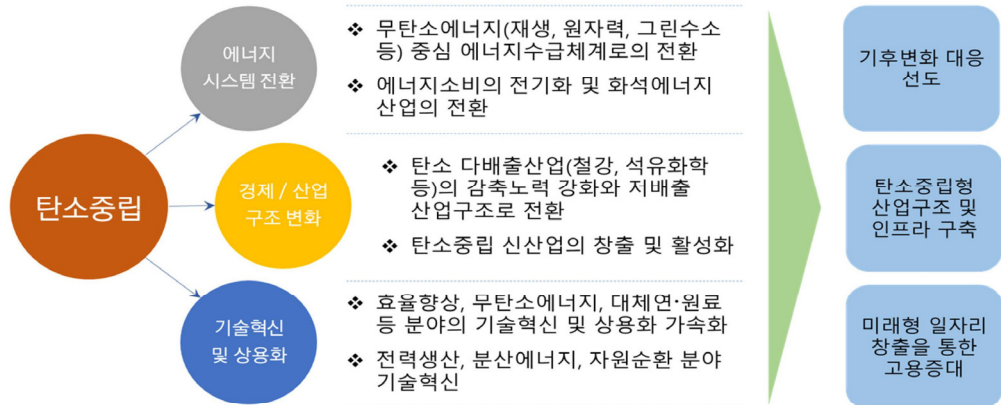 탄소중립
에너지
시스템 전환
❖ 무탄소에너지(재생, 원자력, 그린수소
등) 중심 에너지수급체계로의 전환
❖ 에너지소비의 전기화 및 화석에너지
산업의 전환
경제 / 산업
구조 변화
❖ 탄소 다배출산업(철강, 석유화학
등)의 감축노력 강화와 저배출
산업구조로 전환
❖ 탄소중립 신산업의 창출 및 활성화
기술혁신
및 상용화
❖ 효율향상, 무탄소에너지, 대체연·원료
등 분야의 기술혁신 및 상용화 가속화
❖ 전력생산, 분산에너지, 자원순환 분야
기술혁신
기후변화 대응
선도
탄소중립형
산업구조 및
인프라 구축
미래형 일자리
창출을 통한
고용증대